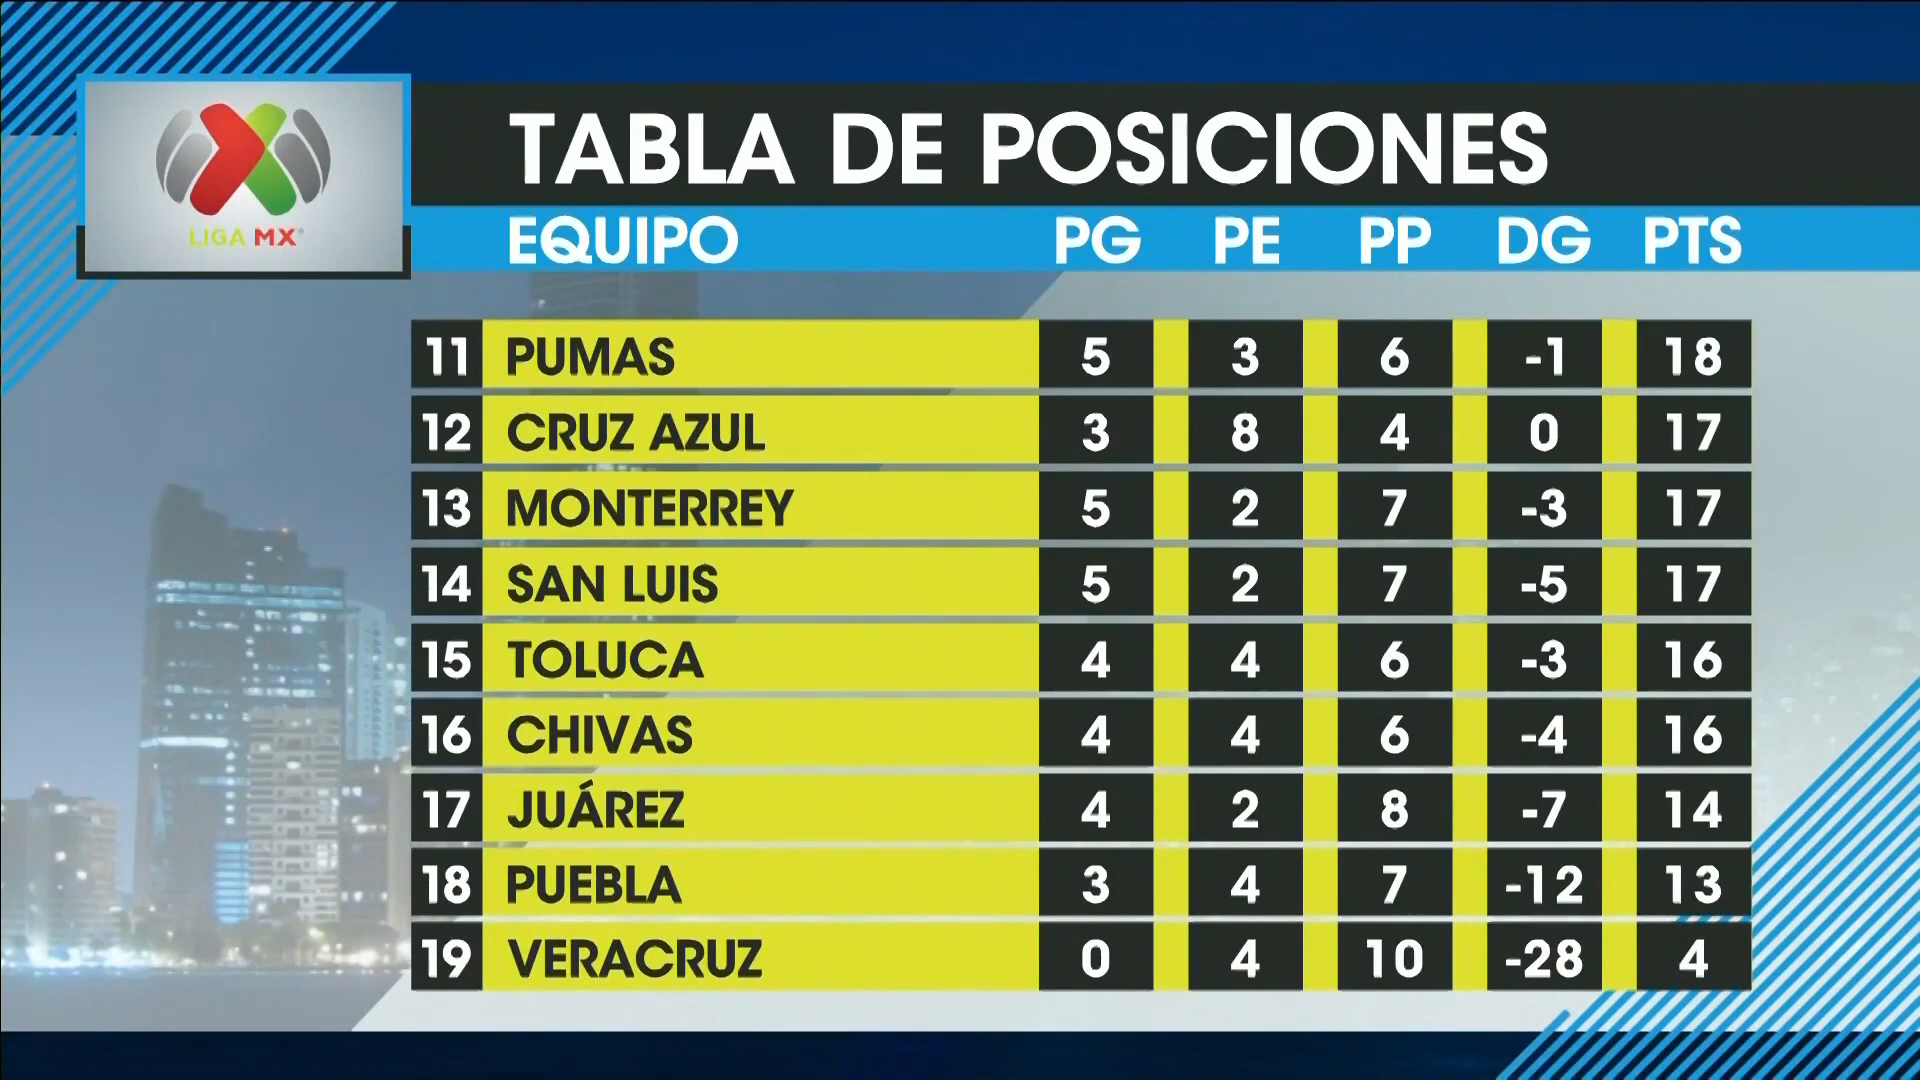 LIGA MX
TABLA DE POSICIONES
EQUIPO PG PE PP DG PTS
11 PUMAS 5 3 6 -1 18
12 CRUZ AZUL 3 8 4 0 17
13 MONTERREY 5 2 7 -3 17
14 SAN LUIS 5 2 7 -5 17
15 TOLUCA 4 4 6 -3 16
16 CHIVAS 4 4 6 -4 16
17 JUÁREZ 4 2 8 -7 14
18 PUEBLA 3 4 7 -12 13
19 VERACRUZ 0 4 10 -28 4